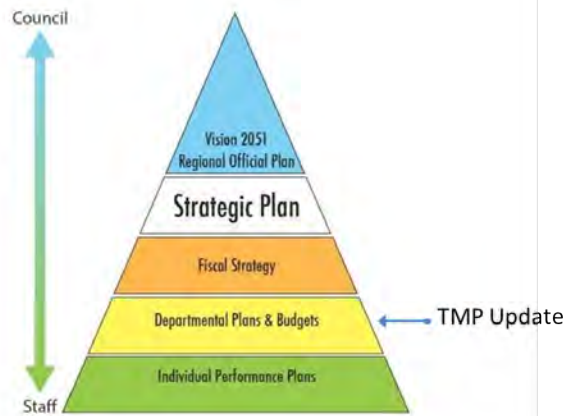 Council
Vision 2051
Regional Official Plan
Strategic Plan
Fiscal Strategy
Departmental Plans & Budgets
TMP Update
Individual Performance Plans
Staff